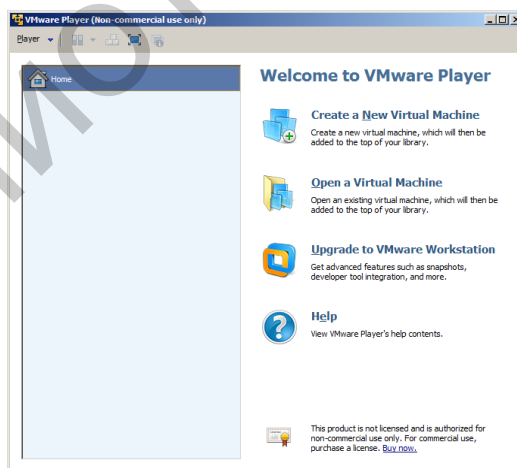 VMware Player (Non-commercial use only)
Player
Home
Welcome to VMware Player
Create a New Virtual Machine
Create a new virtual machine, which will then be
added to the top of your library.
Open a Virtual Machine
Open an existing virtual machine, which will then be
added to the top of your library.
Upgrade to VMware Workstation
Get advanced features such as snapshots,
developer tool integration, and more.
Help
View VMware Player's help contents.
This product is not licensed and is authorized for
non-commercial use only. For commercial use,
purchase a license. Buy now.